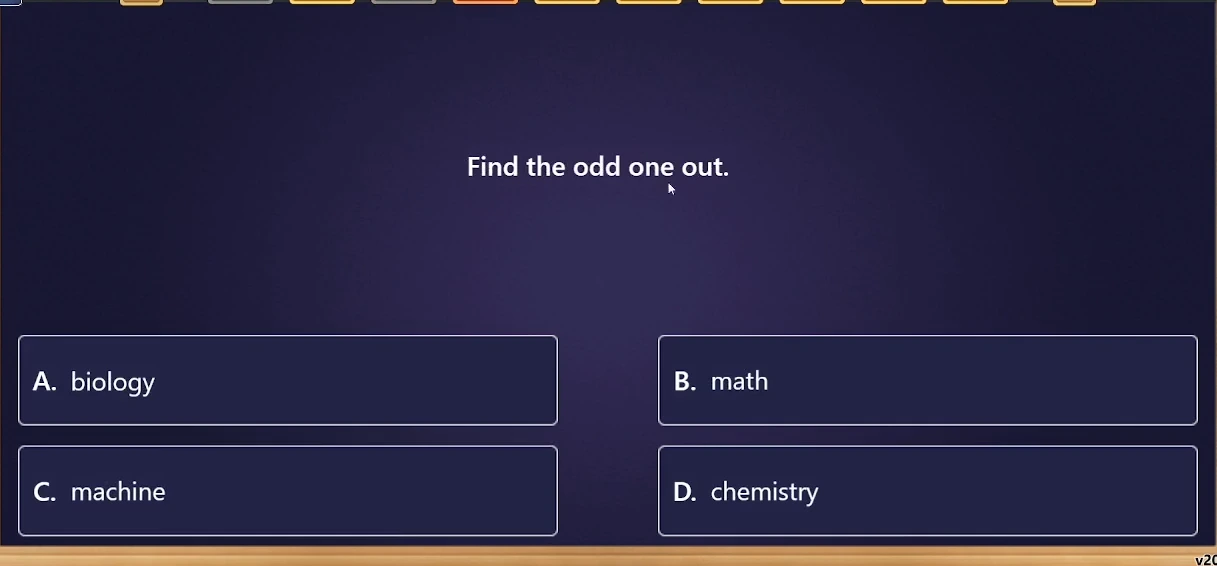 Find the odd one out.
A. biology
B. math
C. machine
D. chemistry